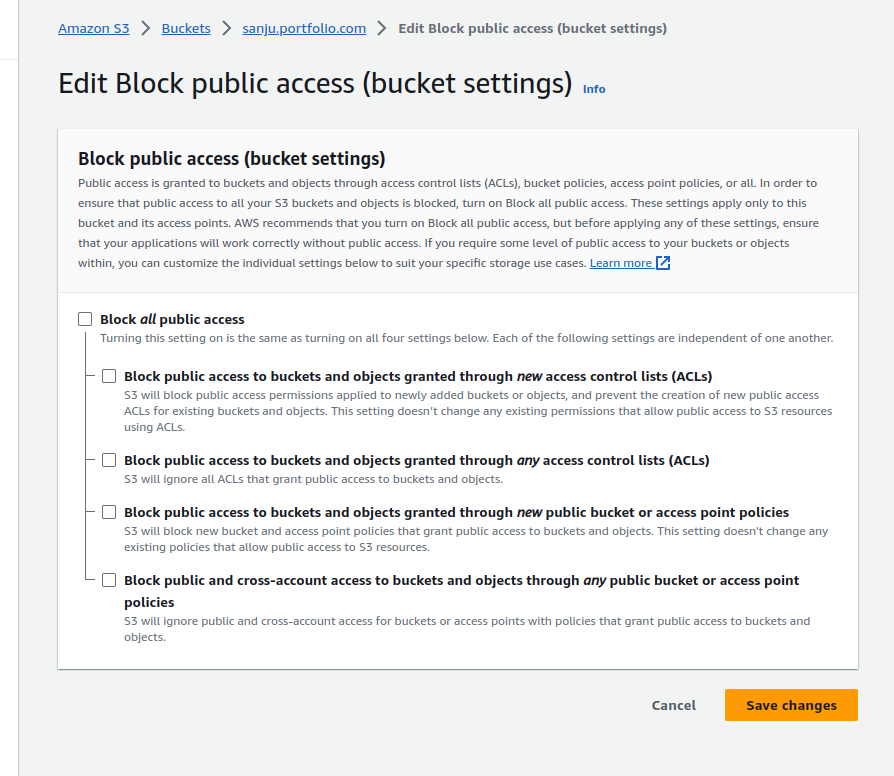 Amazon S3 > Buckets > sanju.portfolio.com > Edit Block public access (bucket settings)
Edit Block public access (bucket settings) Info
Block public access (bucket settings)
Public access is granted to buckets and objects through access control lists (ACLs), bucket policies, access point policies, or all. In order to
ensure that public access to all your S3 buckets and objects is blocked, turn on Block all public access. These settings apply only to this
bucket and its access points. AWS recommends that you turn on Block all public access, but before applying any of these settings, ensure
that your applications will work correctly without public access. If you require some level of public access to your buckets or objects
within, you can customize the individual settings below to suit your specific storage use cases. Learn more
Block all public access
Turning this setting on is the same as turning on all four settings below. Each of the following settings are independent of one another.
Block public access to buckets and objects granted through new access control lists (ACLs)
S3 will block public access permissions applied to newly added buckets or objects, and prevent the creation of new public access
ACLs for existing buckets and objects. This setting doesn't change any existing permissions that allow public access to S3 resources
using ACLs.
Block public access to buckets and objects granted through any access control lists (ACLs)
S3 will ignore all ACLs that grant public access to buckets and objects.
Block public access to buckets and objects granted through new public bucket or access point policies
S3 will block new bucket and access point policies that grant public access to buckets and objects. This setting doesn't change any
existing policies that allow public access to S3 resources.
Block public and cross-account access to buckets and objects through any public bucket or access point
policies
S3 will ignore public and cross-account access for buckets or access points with policies that grant public access to buckets and
objects.
Cancel Save changes